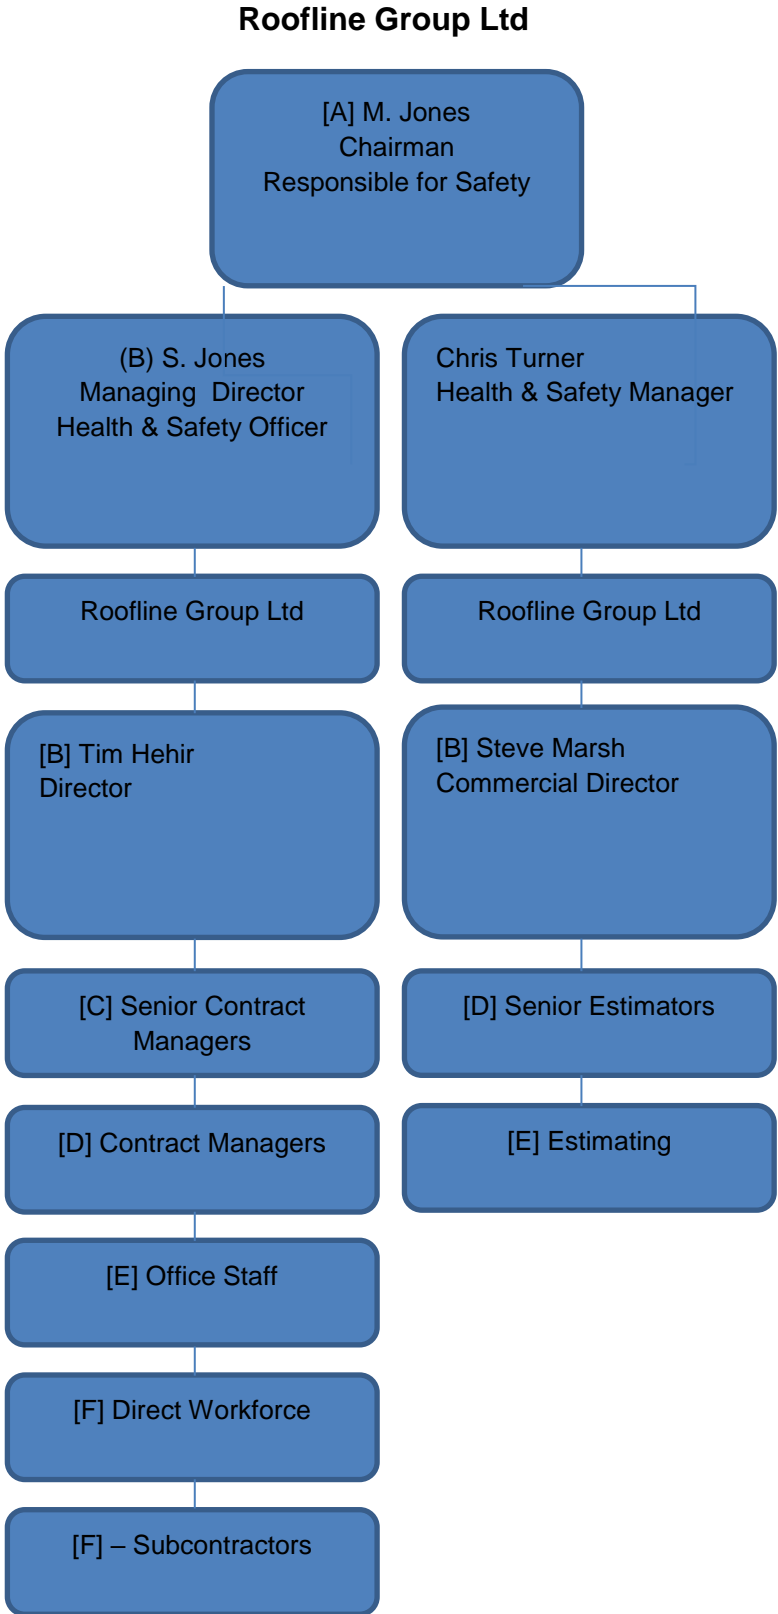 Roofline Group Ltd
[A] M. Jones
Chairman
Responsible for Safety
(B) S. Jones
Managing  Director
Health & Safety Officer
Chris Turner
Health & Safety Manager
Roofline Group Ltd
Roofline Group Ltd
[B] Tim Hehir
Director
[B] Steve Marsh
Commercial Director
[C] Senior Contract
Managers
[D] Senior Estimators
[D] Contract Managers
[E] Estimating
[E] Office Staff
[F] Direct Workforce
[F] – Subcontractors